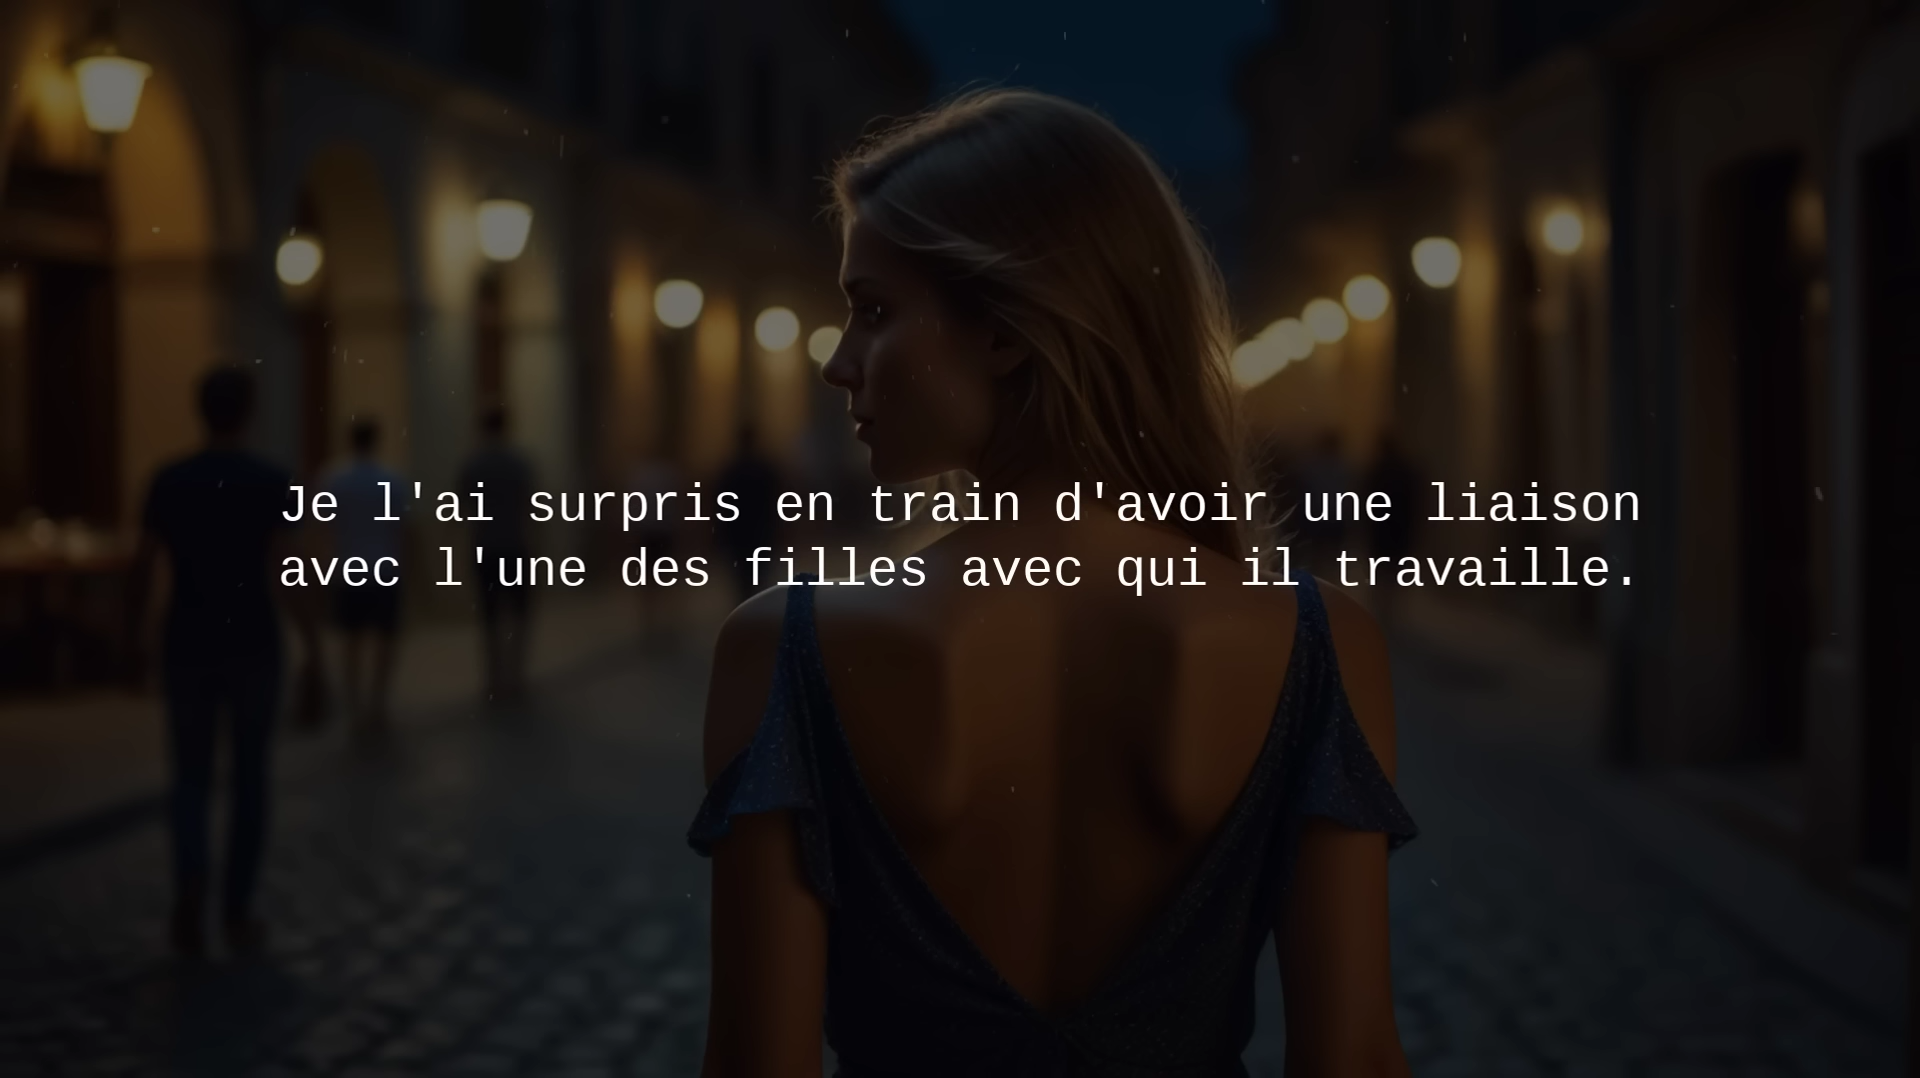 Je l'ai surpris en train d'avoir une liaison
avec l'une des filles avec qui il travaille.